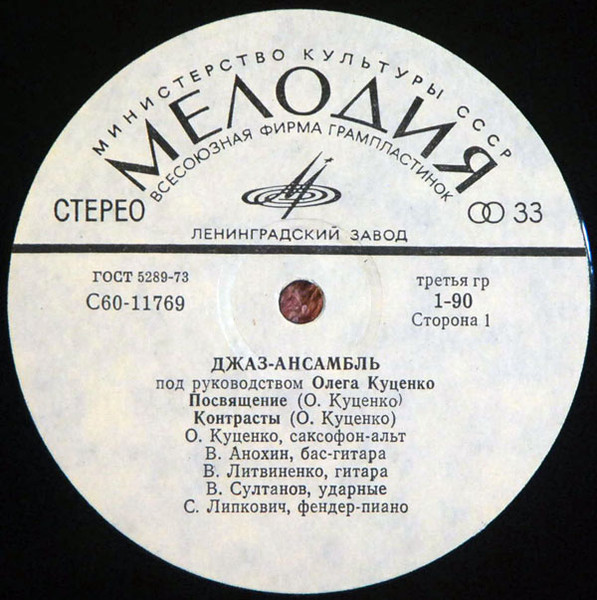 МИНИСТЕРСТВО КУЛЬТУРЫ СССР
МЕЛОДИЯ
ВСЕСОЮЗНАЯ ФИРМА ГРАМПЛАСТИНОК
СТЕРЕО
33
ЛЕНИНГРАДСКИЙ ЗАВОД
ГОСТ 5289-73
С60-11769
третья гр
1-90
Сторона 1
ДЖАЗ-АНСАМБЛЬ
под руководством Олега Куценко
Посвящение (О. Куценко)
Контрасты (О. Куценко)
О. Куценко, саксофон-альт
В. Анохин, бас-гитара
В. Литвиненко, гитара
В. Султанов, ударные
С. Липкович, фендер-пиано